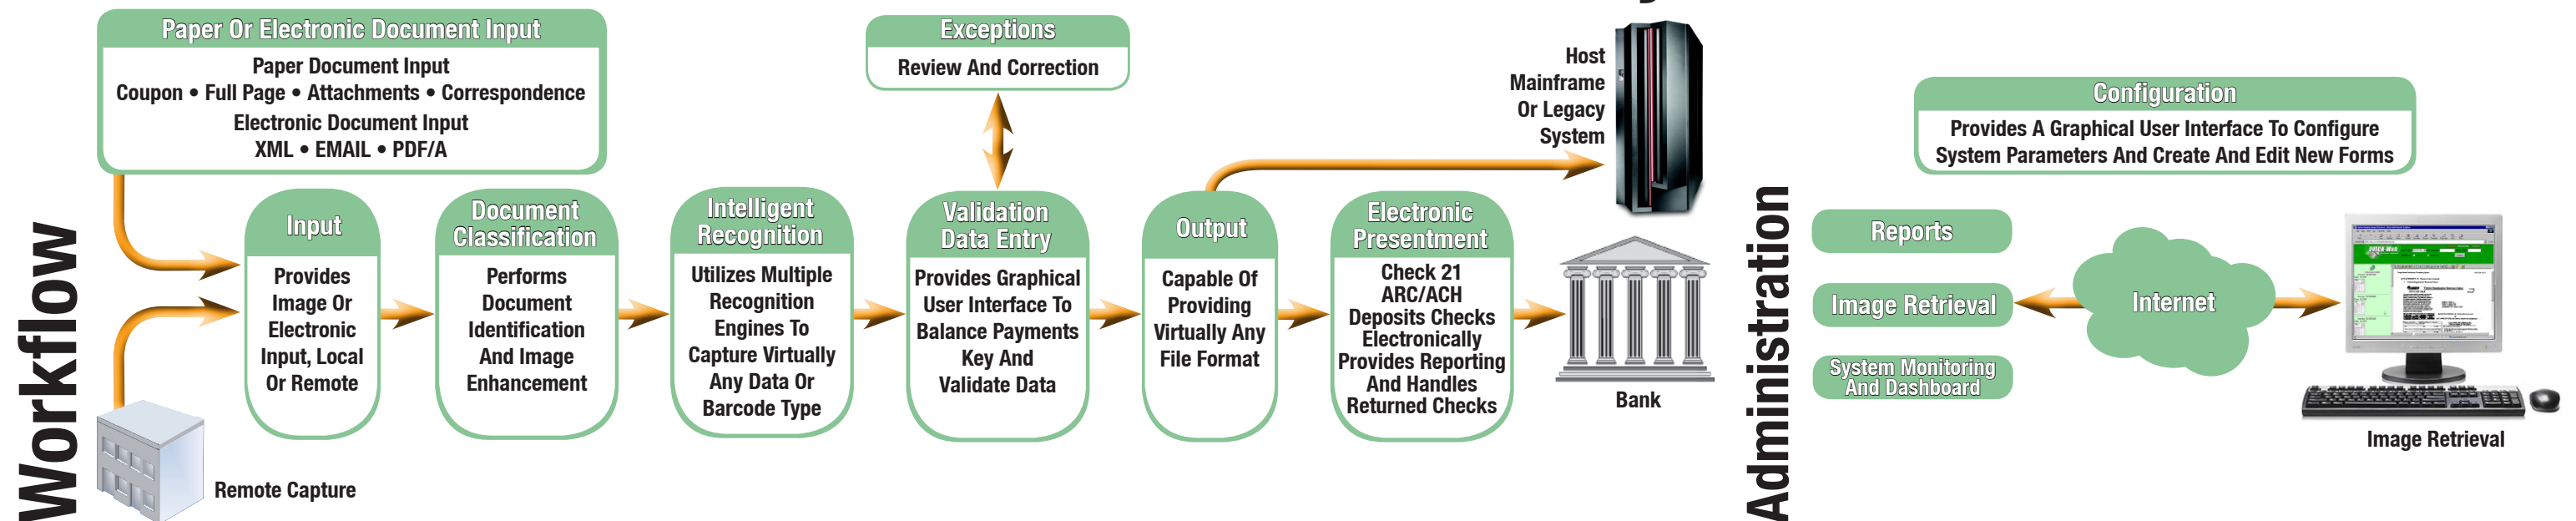 Workflow
Paper Or Electronic Document Input
Paper Document Input
Coupon • Full Page • Attachments • Correspondence
Electronic Document Input
XML • EMAIL • PDF/A
Remote Capture
Input
Provides
Image Or
Electronic
Input, Local
Or Remote
Document
Classification
Performs
Document
Identification
And Image
Enhancement
Intelligent
Recognition
Utilizes Multiple
Recognition
Engines To
Capture Virtually
Any Data Or
Barcode Type
Exceptions
Review And Correction
Validation
Data Entry
Provides Graphical
User Interface To
Balance Payments
Key And
Validate Data
Output
Capable Of
Providing
Virtually Any
File Format
Host
Mainframe
Or Legacy
System
Electronic
Presentment
Check 21
ARC/ACH
Deposits Checks
Electronically
Provides Reporting
And Handles
Returned Checks
Bank
Administration
Configuration
Provides A Graphical User Interface To Configure
System Parameters And Create And Edit New Forms
Reports
Image Retrieval
System Monitoring
And Dashboard
Internet
Image Retrieval